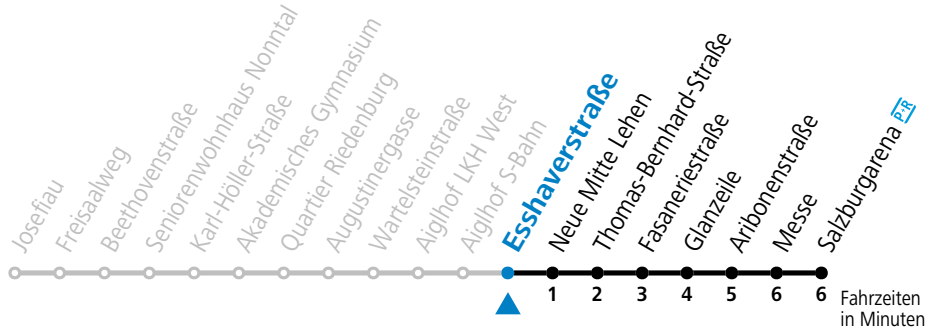 Josefiau
Freisaalweg
Beethovenstraße
Seniorenwohnhaus Nonntal
Karl-Höller-Straße
Akademisches Gymnasium
Quartier Riedenburg
Augustinergasse
Wartelsteinstraße
Aiglhof LKH West
Aiglhof S-Bahn
Esshaverstraße
Neue Mitte Lehen
Thomas-Bernhard-Straße
Fasaneriestraße
Glanzeile
Aribonenstraße
Messe
Salzburgarena P+R
1 2 3 4 5 6 6
Fahrzeiten
in Minuten